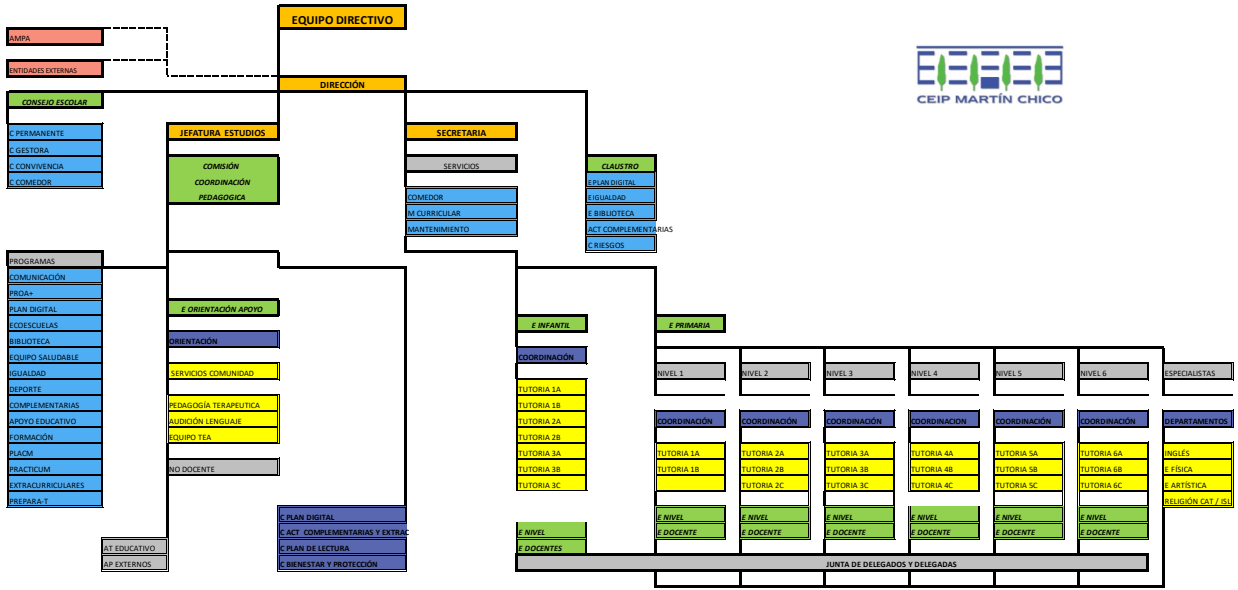 EQUIPO DIRECTIVO
AMPA
ENTIDADES EXTERNAS
DIRECCIÓN
CEIP MARTÍN CHICO
CONSEJO ESCOLAR
C PERMANENTE
C GESTORA
C CONVIVENCIA
C COMEDOR
JEFATURA ESTUDIOS
COMISIÓN
COORDINACIÓN
PEDAGOGICA
SECRETARIA
SERVICIOS
COMEDOR
M CURRICULAR
MANTENIMIENTO
CLAUSTRO
E PLAN DIGITAL
E IGUALDAD
E BIBLIOTECA
ACT COMPLEMENTARIAS
C RIESGOS
PROGRAMAS
COMUNICACIÓN
PROA+
PLAN DIGITAL
ECOESCUELAS
BIBLIOTECA
EQUIPO SALUDABLE
IGUALDAD
DEPORTE
COMPLEMENTARIAS
APOYO EDUCATIVO
FORMACIÓN
PLACM
PRACTICUM
EXTRACURRICULARES
PREPARA-T
E ORIENTACIÓN APOYO
ORIENTACIÓN
SERVICIOS COMUNIDAD
PEDAGOGÍA TERAPEUTICA
AUDICIÓN LENGUAJE
EQUIPO TEA
NO DOCENTE
AT EDUCATIVO
AP EXTERNOS
C PLAN DIGITAL
C ACT COMPLEMENTARIAS Y EXTRAC
C PLAN DE LECTURA
C BIENESTAR Y PROTECCIÓN
E INFANTIL
COORDINACIÓN
TUTORIA 1A
TUTORIA 1B
TUTORIA 2A
TUTORIA 2B
TUTORIA 3A
TUTORIA 3B
TUTORIA 3C
E NIVEL
E DOCENTES
E PRIMARIA
NIVEL 1
COORDINACIÓN
TUTORIA 1A
TUTORIA 1B
E NIVEL
E DOCENTE
NIVEL 2
COORDINACIÓN
TUTORIA 2A
TUTORIA 2B
TUTORIA 2C
E NIVEL
E DOCENTE
NIVEL 3
COORDINACIÓN
TUTORIA 3A
TUTORIA 3B
TUTORIA 3C
E NIVEL
E DOCENTE
NIVEL 4
COORDINACIÓN
TUTORIA 4A
TUTORIA 4B
TUTORIA 4C
E NIVEL
E DOCENTE
NIVEL 5
COORDINACIÓN
TUTORIA 5A
TUTORIA 5B
TUTORIA 5C
E NIVEL
E DOCENTE
NIVEL 6
COORDINACIÓN
TUTORIA 6A
TUTORIA 6B
TUTORIA 6C
E NIVEL
E DOCENTE
ESPECIALISTAS
DEPARTAMENTOS
INGLÉS
E FÍSICA
E ARTÍSTICA
RELIGIÓN CAT / ISL
JUNTA DE DELEGADOS Y DELEGADAS